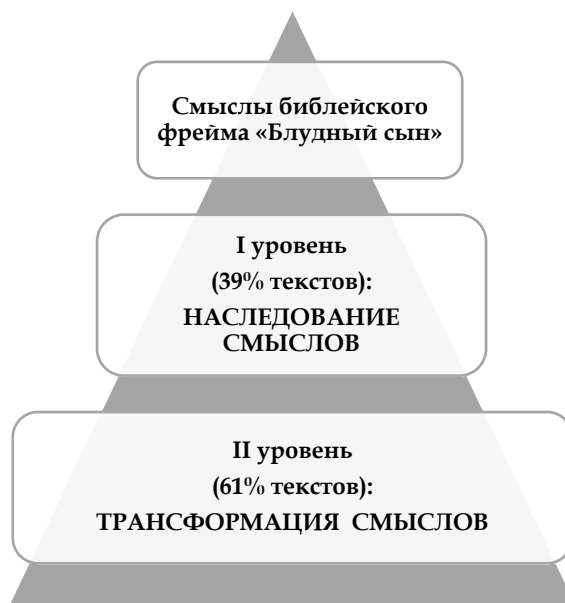 Смыслы библейского
фрейма «Блудный сын»
I уровень
(39% текстов):
НАСЛЕДОВАНИЕ
СМЫСЛОВ
II уровень
(61% текстов):
ТРАНСФОРМАЦИЯ СМЫСЛОВ